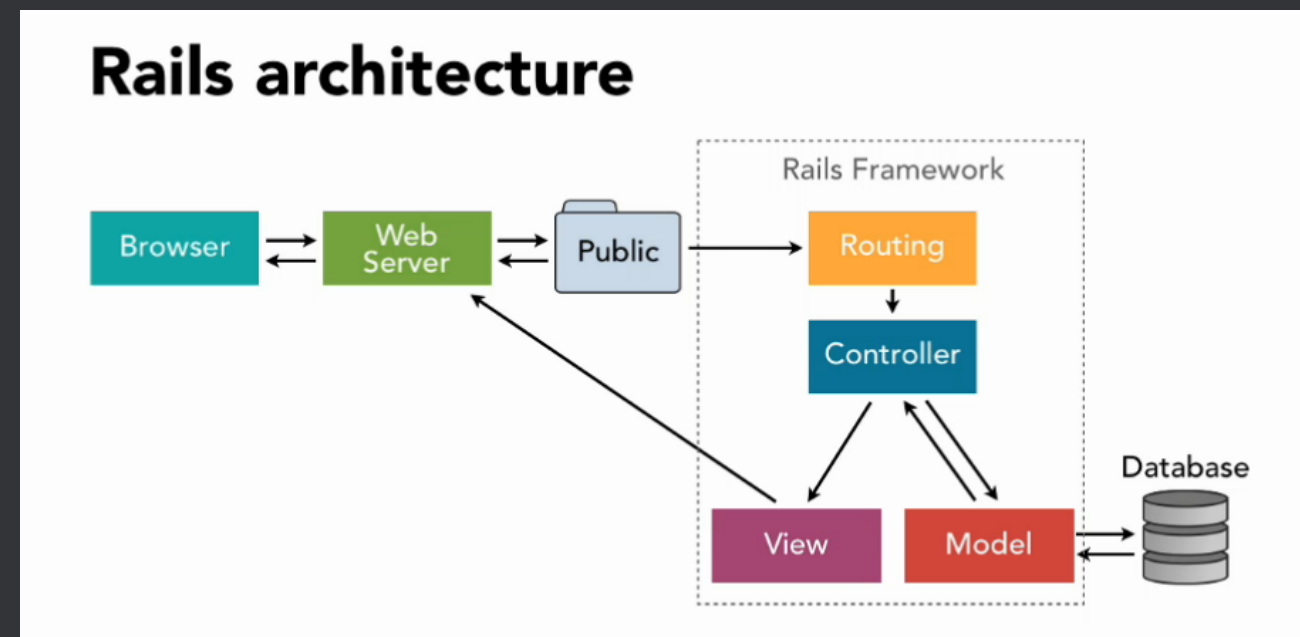 Rails architecture
Rails Framework
Browser
Web
Server
Public
Routing
Controller
Database
View
Model